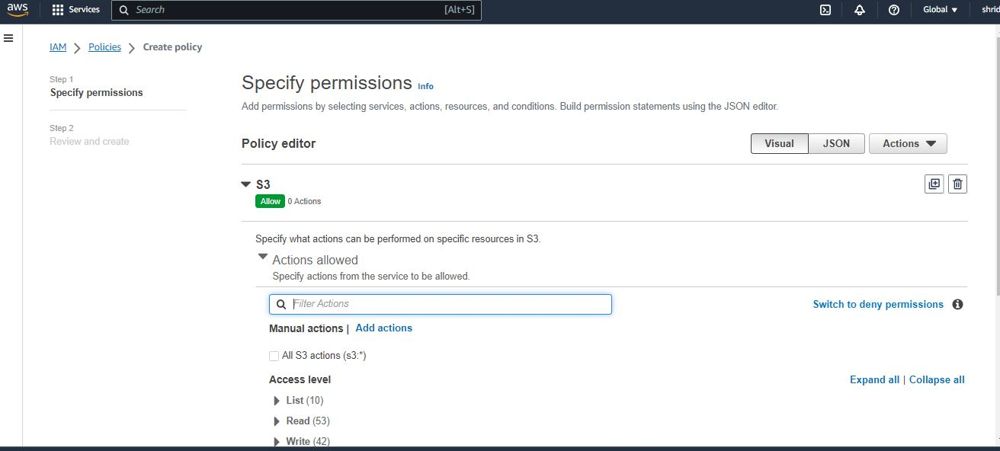 aws Services Search [Alt+S] Global
IAM Policies Create policy
Step 1
Specify permissions
Step 2
Review and create
Specify permissions Info
Add permissions by selecting services, actions, resources, and conditions. Build permission statements using the JSON editor.
Policy editor Visual JSON Actions
S3
Allow 0 Actions
Specify what actions can be performed on specific resources in S3.
Actions allowed
Specify actions from the service to be allowed.
Filter Actions Switch to deny permissions
Manual actions | Add actions
All S3 actions (s3:*)
Access level Expand all | Collapse all
List (10)
Read (53)
Write (42)